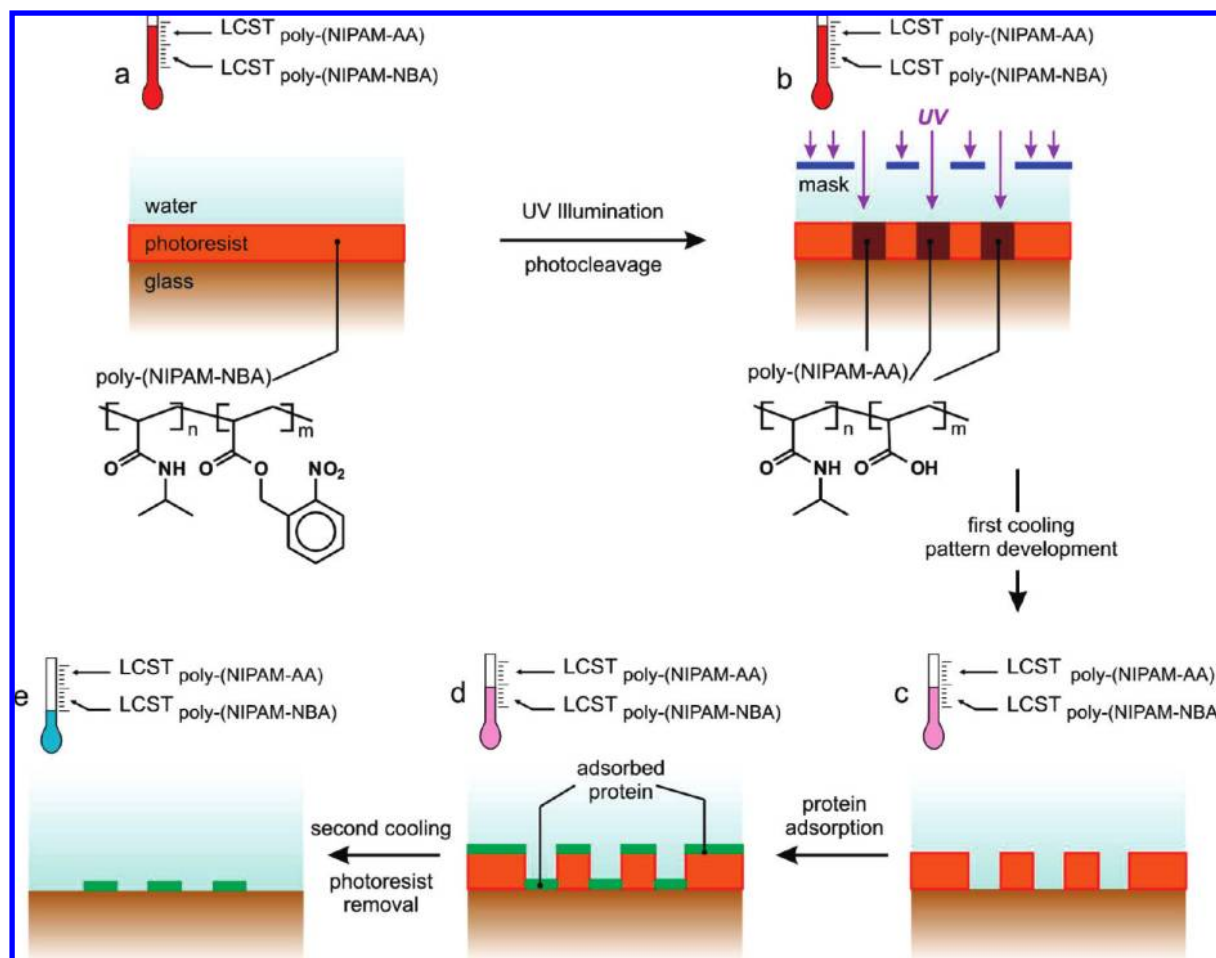 a
LCST poly-(NIPAM-AA)
LCST poly-(NIPAM-NBA)
water
photoresist
glass
poly-(NIPAM-NBA)
n
m
O
NH
O
O
NO2
UV Illumination
photocleavage
b
LCST poly-(NIPAM-AA)
LCST poly-(NIPAM-NBA)
UV
mask
poly-(NIPAM-AA)
n
m
O
NH
O
OH
first cooling
pattern development
c
LCST poly-(NIPAM-AA)
LCST poly-(NIPAM-NBA)
protein
adsorption
d
LCST poly-(NIPAM-AA)
LCST poly-(NIPAM-NBA)
adsorbed
protein
second cooling
photoresist
removal
e
LCST poly-(NIPAM-AA)
LCST poly-(NIPAM-NBA)